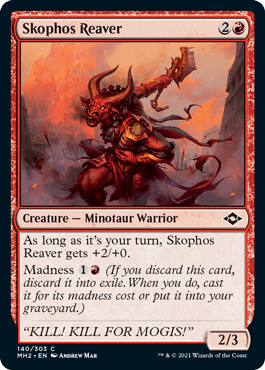 Skophos Reaver 2
Creature — Minotaur Warrior
As long as it's your turn, Skophos
Reaver gets +2/+0.
Madness 1 (If you discard this card,
discard it into exile. When you do, cast
it for its madness cost or put it into your
graveyard.)
"KILL! KILL FOR MOGIS!"
2/3
140/303 C
MH2 • EN ANDREW MAR
™ & © 2021 Wizards of the Coast